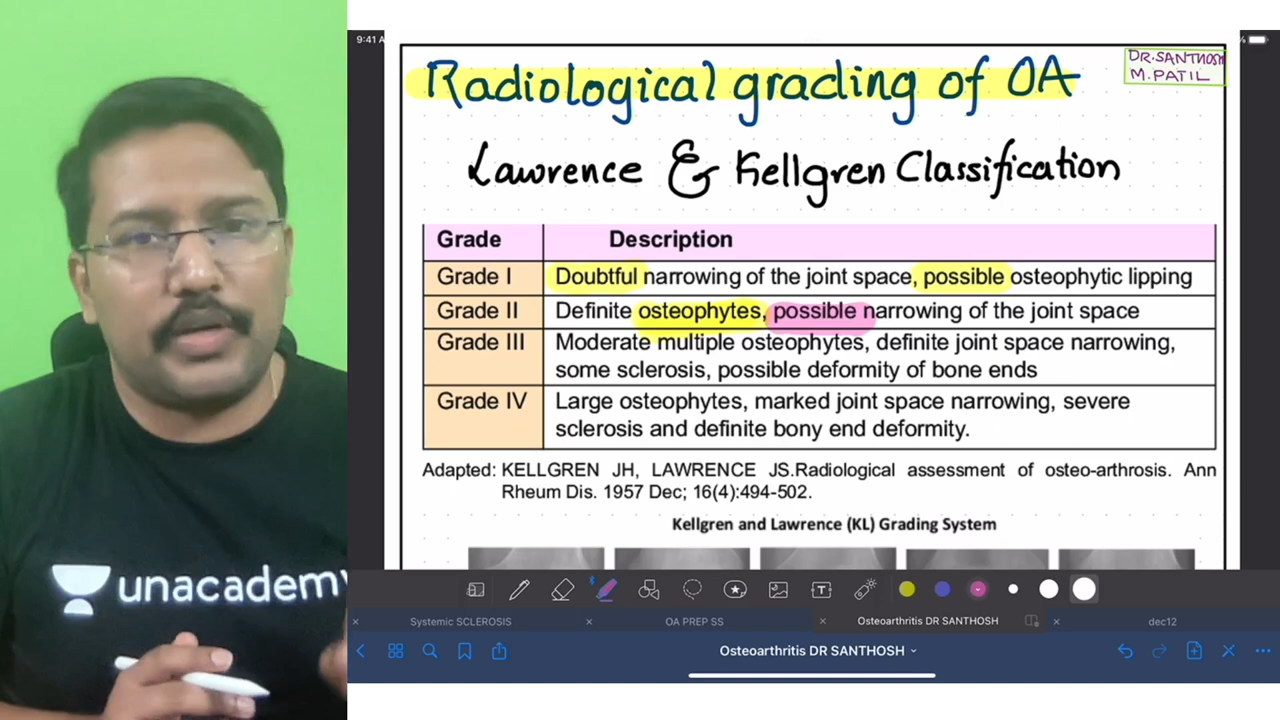 9:41 A
Radiological grading of OA
DR.SANTHOSH
M.PATIL
%
Lawrence & Kellgren Classification
Grade Description
Grade I Doubtful narrowing of the joint space, possible osteophytic lipping
Grade II Definite osteophytes, possible narrowing of the joint space
Grade III Moderate multiple osteophytes, definite joint space narrowing,
some sclerosis, possible deformity of bone ends
Grade IV Large osteophytes, marked joint space narrowing, severe
sclerosis and definite bony end deformity.
Adapted: KELLGREN JH, LAWRENCE JS.Radiological assessment of osteo-arthrosis. Ann
Rheum Dis. 1957 Dec; 16(4):494-502.
Kellgren and Lawrence (KL) Grading System
unacademy
Systemic SCLEROSIS OA PREP SS Osteoarthritis DR SANTHOSH dec12
Osteoarthritis DR SANTHOSH